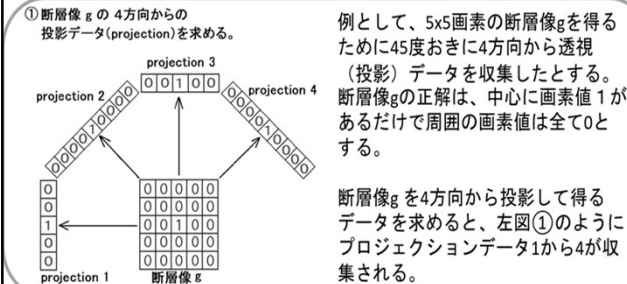 ①断層像 g の 4方向からの
投影データ(projection)を求める。
projection 3
0 0 1 0 0
projection 2
0 0 0 0 1 0 0 0 0
projection 4
0 0 0 0 1 0 0 0 0
0
0
1
0
0
projection 1
0 0 0 0 0
0 0 0 0 0
0 0 1 0 0
0 0 0 0 0
0 0 0 0 0
断層像 g
例として、5x5画素の断層像gを得る
ために45度おきに4方向から透視
（投影）データを収集したとする。
断層像gの正解は、中心に画素値１が
あるだけで周囲の画素値は全て0と
する。
断層像g を4方向から投影して得る
データを求めると、左図①のように
プロジェクションデータ1から4が収
集される。